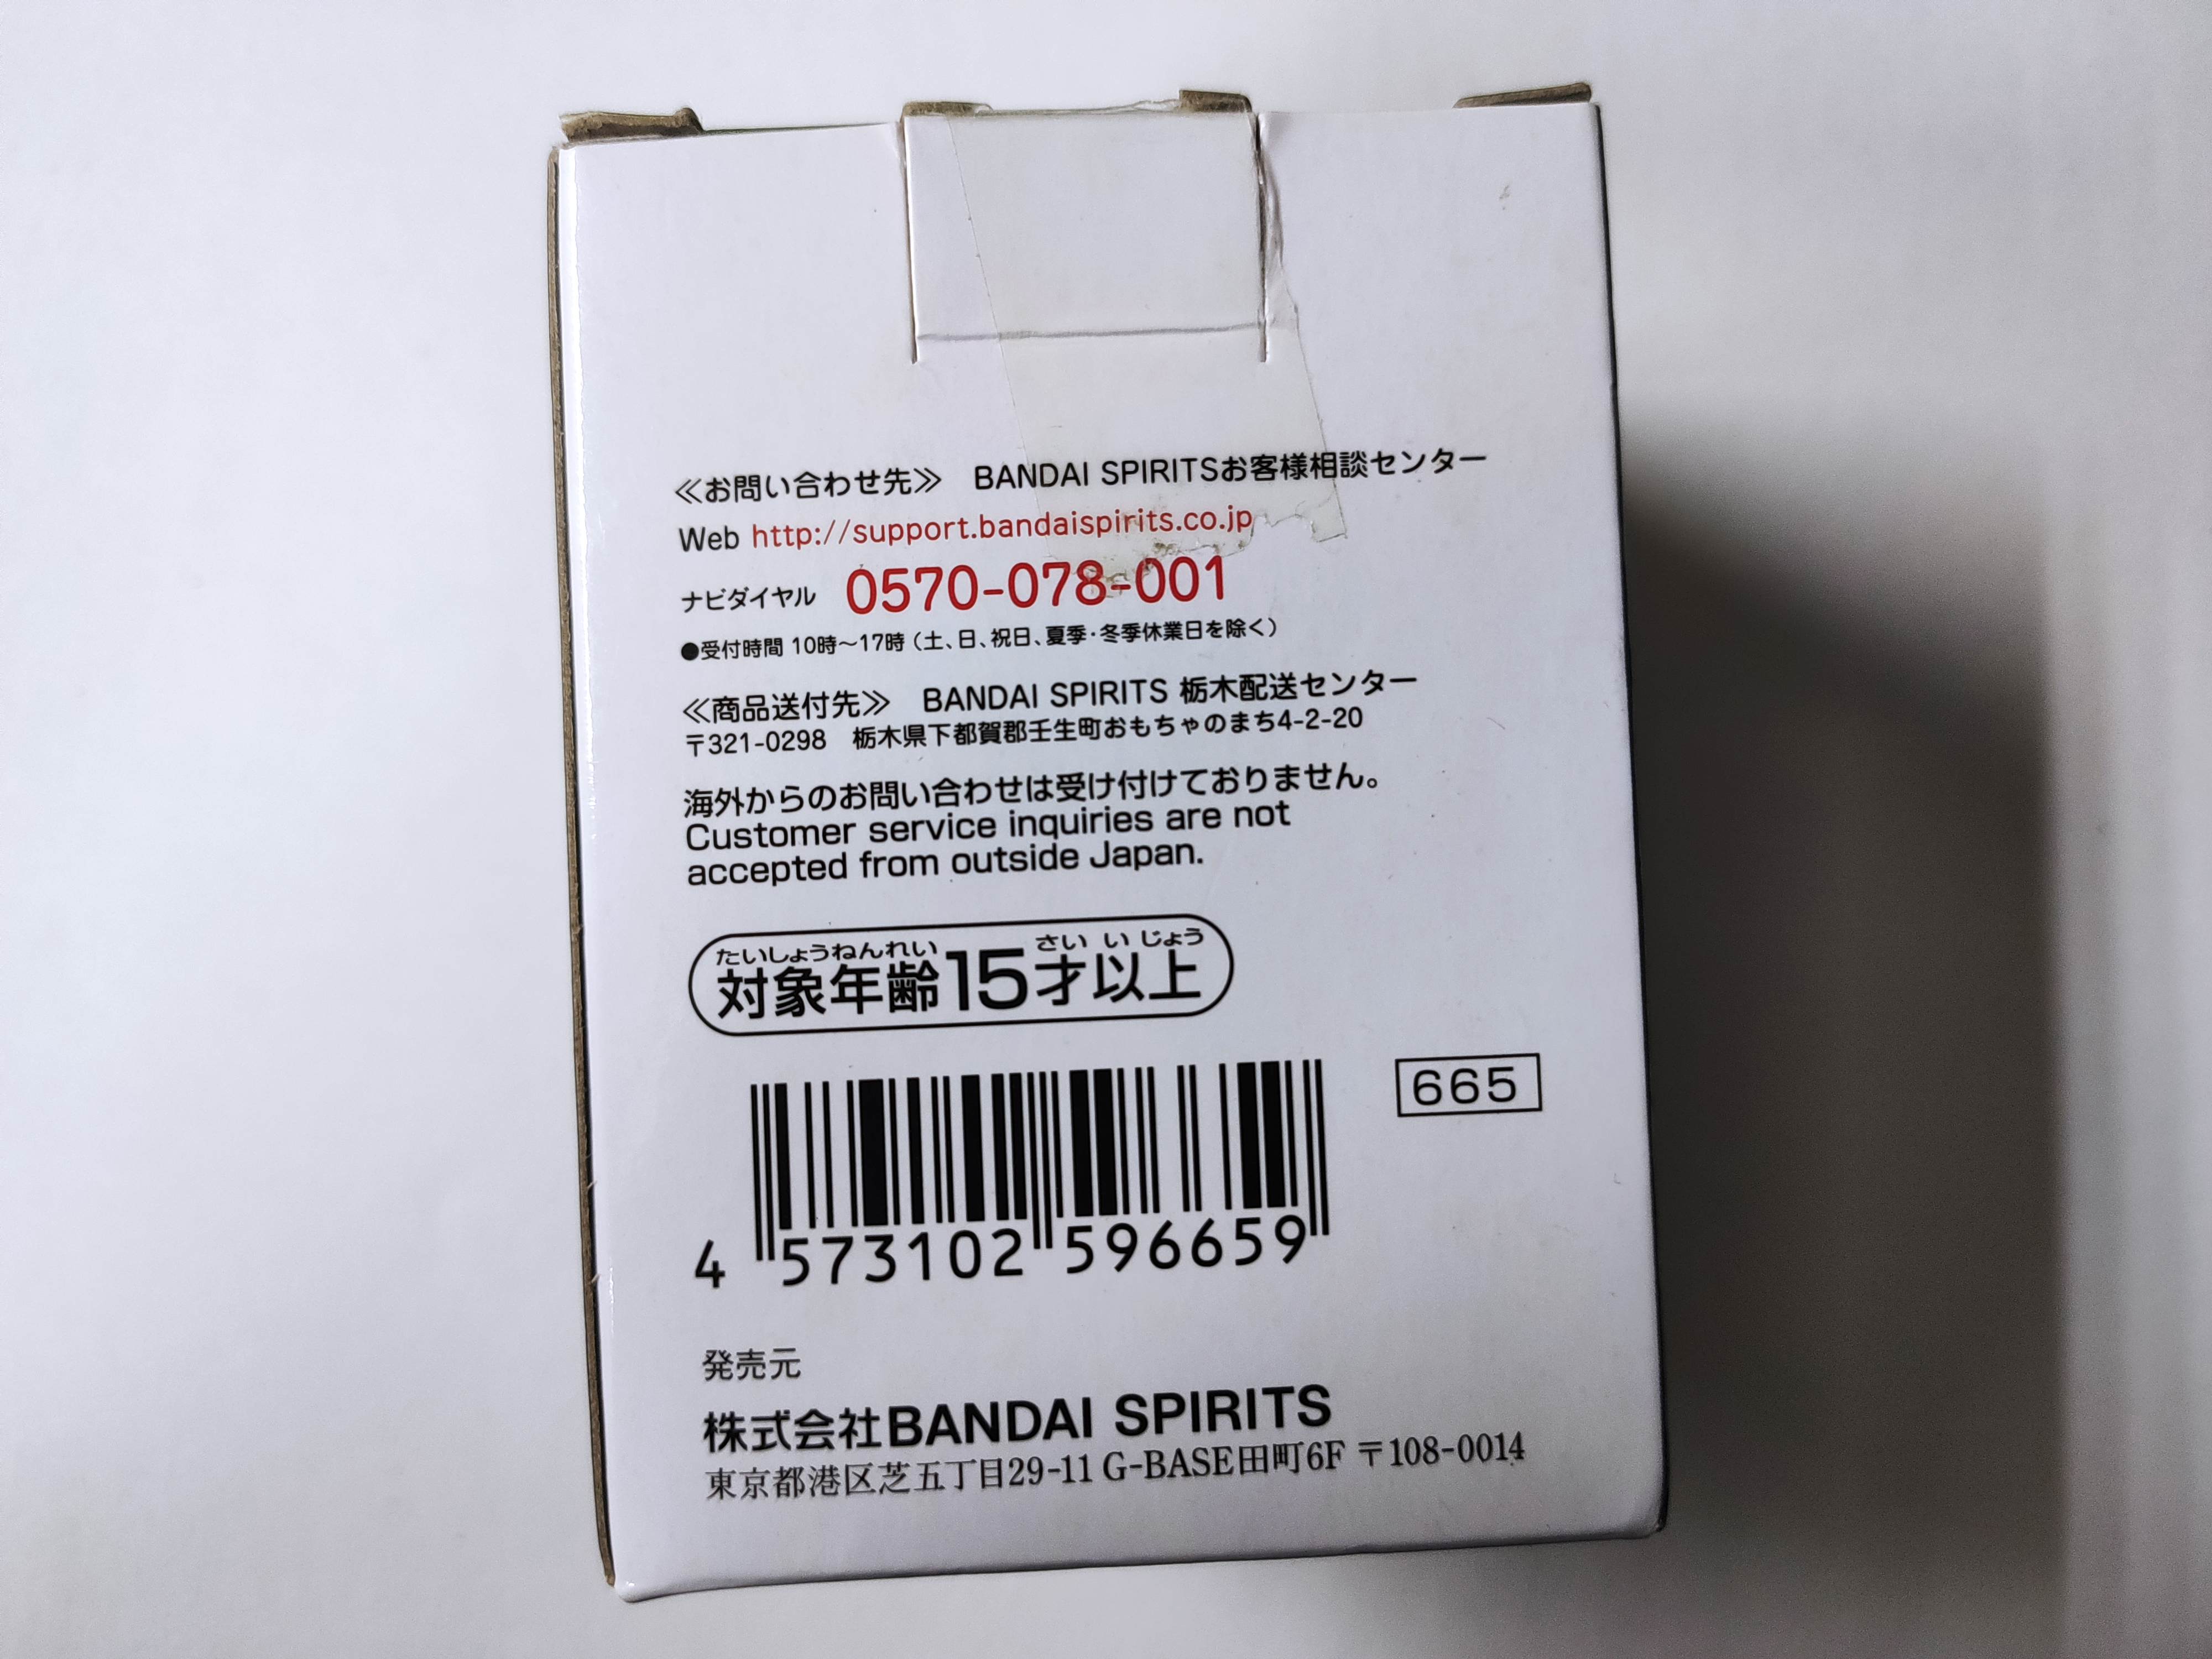 ≪お問い合わせ先≫　BANDAI SPIRITSお客様相談センター
Web http://support.bandaispirits.co.jp
ナビダイヤル 0570-078-001
●受付時間 10時～17時（土、日、祝日、夏季・冬季休業日を除く）
≪商品送付先≫　BANDAI SPIRITS 栃木配送センター
〒321-0298　栃木県下都賀郡壬生町おもちゃのまち4-2-20
海外からのお問い合わせは受け付けておりません。
Customer service inquiries are not
accepted from outside Japan.
たいしょうねんれい さい い じょう
対象年齢15才以上
665
4 573102 596659
発売元
株式会社BANDAI SPIRITS
東京都港区芝五丁目29-11 G-BASE田町6F 〒108-0014